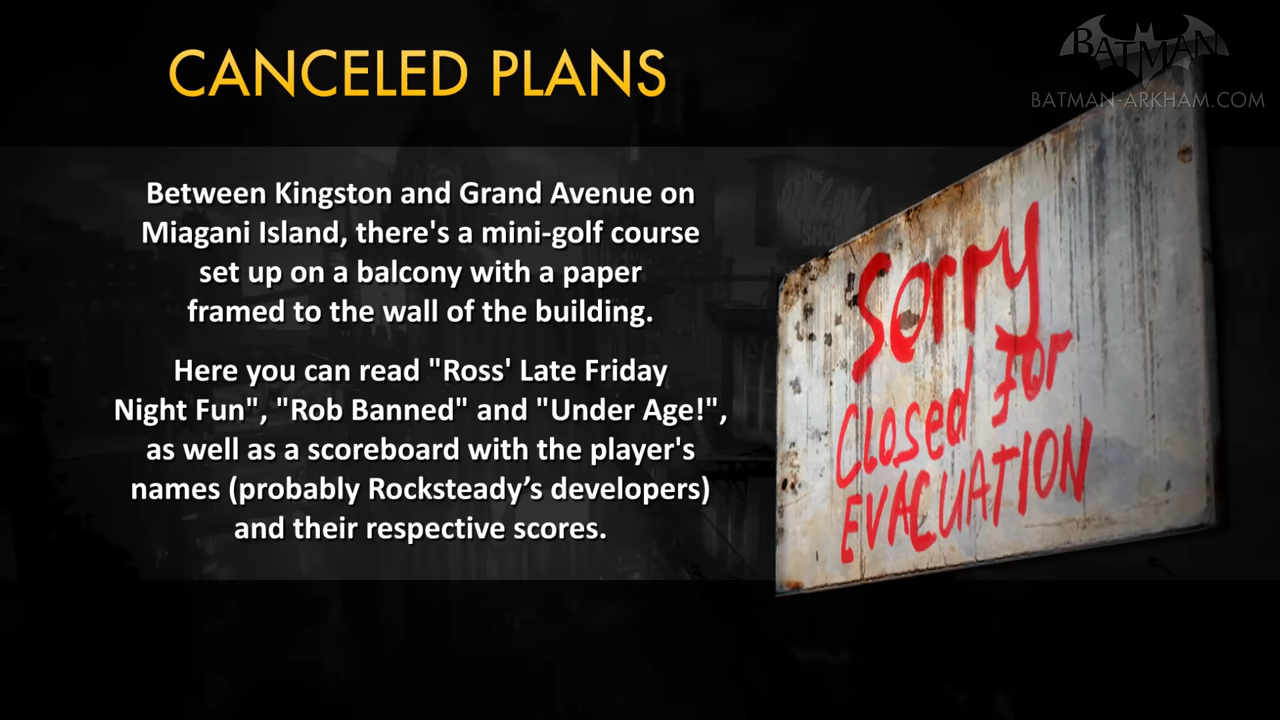 CANCELED PLANS
BATMAN
BATMAN-ARKHAM.COM
Between Kingston and Grand Avenue on
Miagani Island, there's a mini-golf course
set up on a balcony with a paper
framed to the wall of the building.
Here you can read "Ross' Late Friday
Night Fun", "Rob Banned" and "Under Age!",
as well as a scoreboard with the player's
names (probably Rocksteady’s developers)
and their respective scores.
Sorry
Closed For
EVACUATION